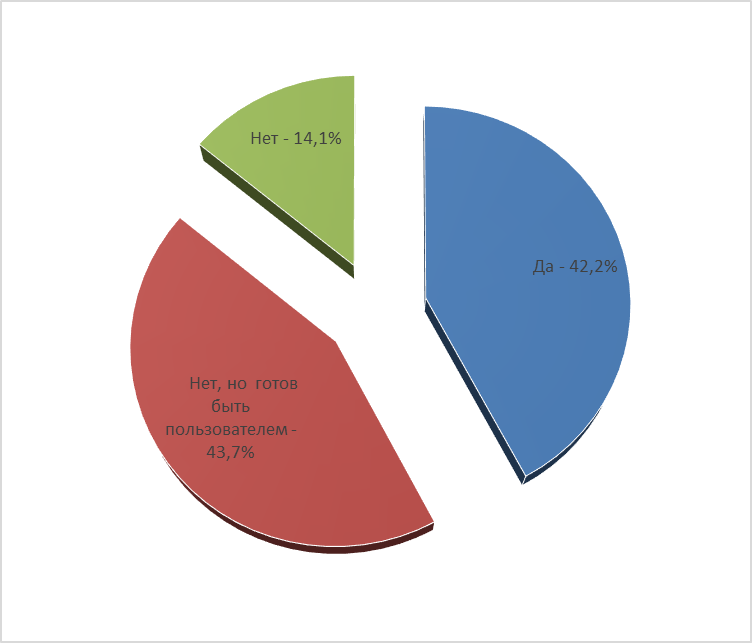 Нет - 14,1%
Да - 42,2%
Нет, но готов
быть
пользователем -
43,7%